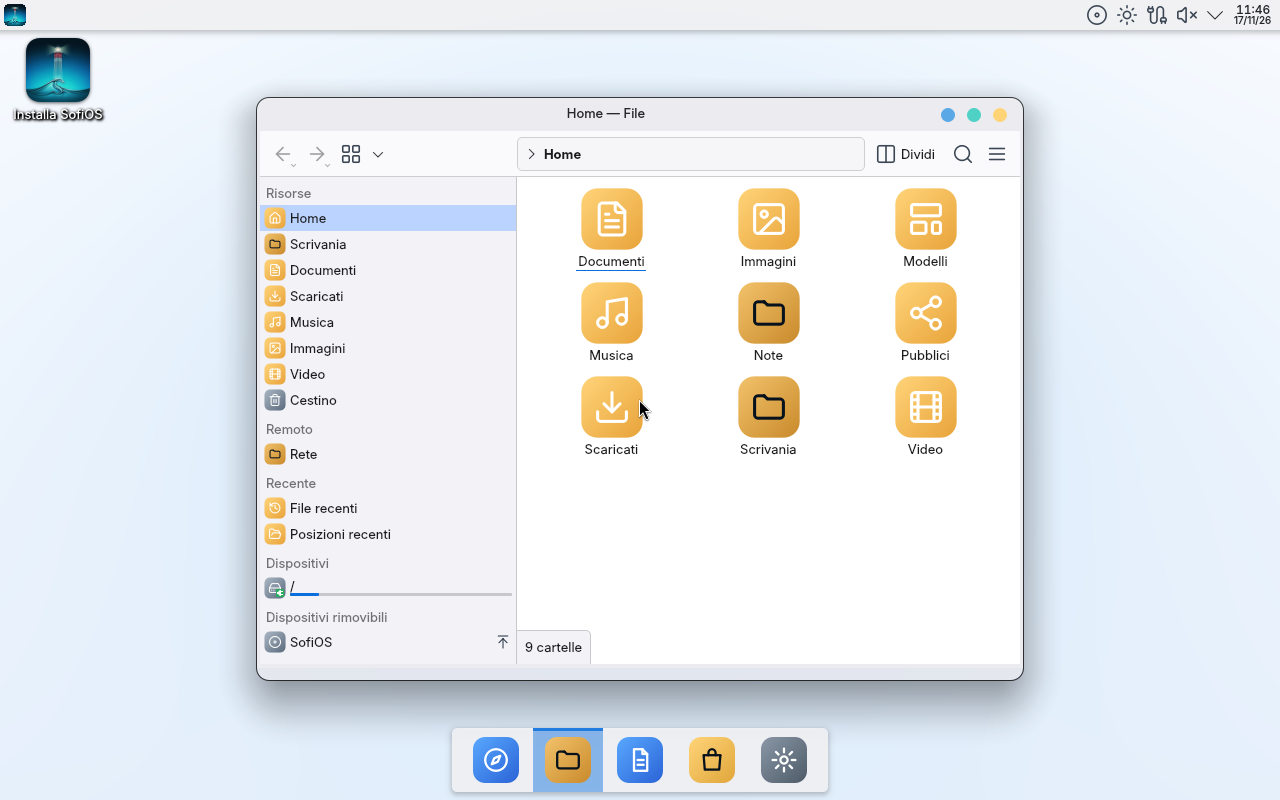 11:46
17/11/26
Installa SofiOS
Home — File
Home
Dividi
Risorse
Home
Scrivania
Documenti
Scaricati
Musica
Immagini
Video
Cestino
Remoto
Rete
Recente
File recenti
Posizioni recenti
Dispositivi
/
Dispositivi rimovibili
SofiOS
Documenti
Immagini
Modelli
Musica
Note
Pubblici
Scaricati
Scrivania
Video
9 cartelle